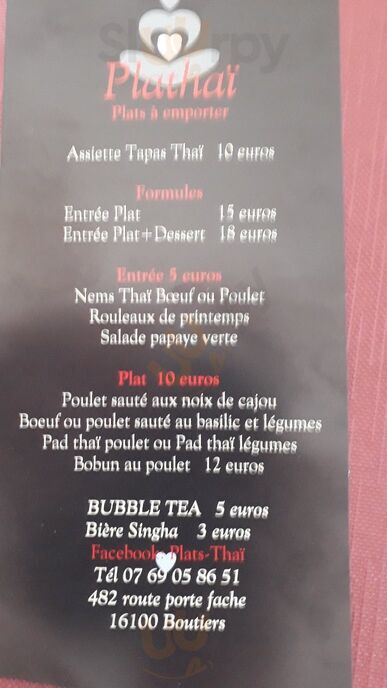 Plathaï
Plats à emporter
Assiette Tapas Thaï 10 euros
Formules
Entrée Plat 15 euros
Entrée Plat+Dessert 18 euros
Entrée 5 euros
Nems Thaï Bœuf ou Poulet
Rouleaux de printemps
Salade papaye verte
Plat 10 euros
Poulet sauté aux noix de cajou
Boeuf ou poulet sauté au basilic et légumes
Pad thaï poulet ou Pad thaï légumes
Bobun au poulet 12 euros
BUBBLE TEA 5 euros
Bière Singha 3 euros
Facebook: Plats-Thaï
Tél 07 69 05 86 51
482 route porte fache
16100 Boutiers